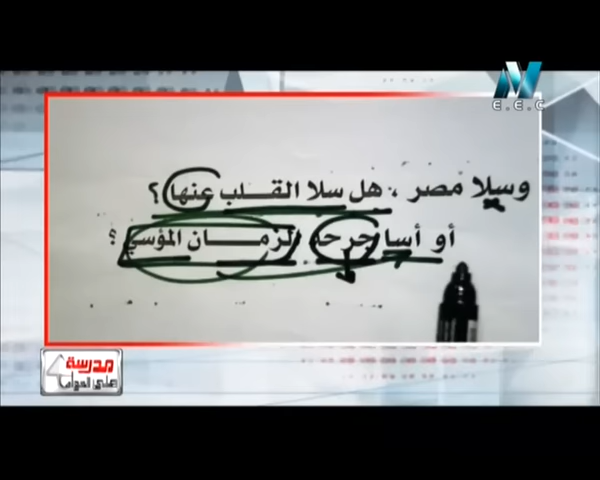 E.E.C
وسلا مصر ، هل سلا القلب عنها ؟
أو أسا جرحه الزمان المؤسي ؟
مدرسة
على الهواء